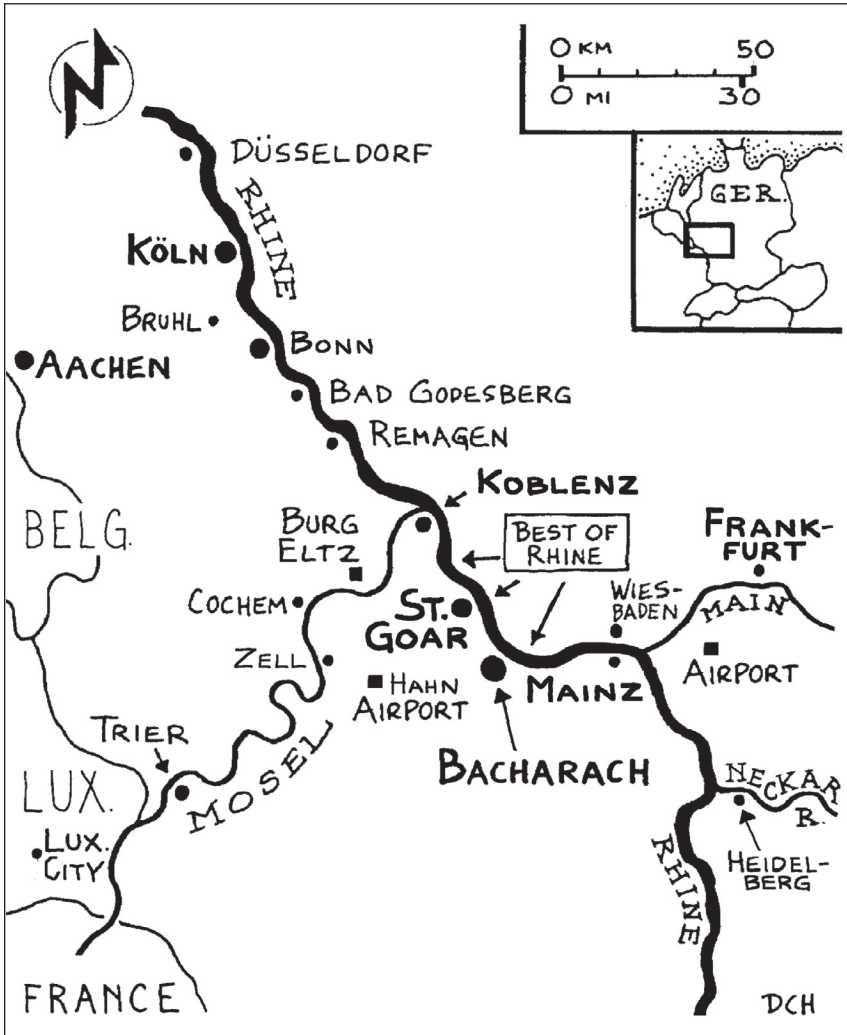 N
0 KM 50
0 MI 30
GER.
DÜSSELDORF
RHINE
KÖLN
BRUHL
BONN
AACHEN
BAD GODESBERG
REMAGEN
KOBLENZ
BELG.
BURG
ELTZ
BEST OF
RHINE
FRANK-
FURT
COCHEM
ST.
GOAR
WIES-
BADEN
MAIN
ZELL
HAHN
AIRPORT
MAINZ
AIRPORT
TRIER
MOSEL
BACHARACH
LUX.
LUX.
CITY
NECKAR
R.
RHINE
HEIDEL-
BERG
FRANCE
DCH